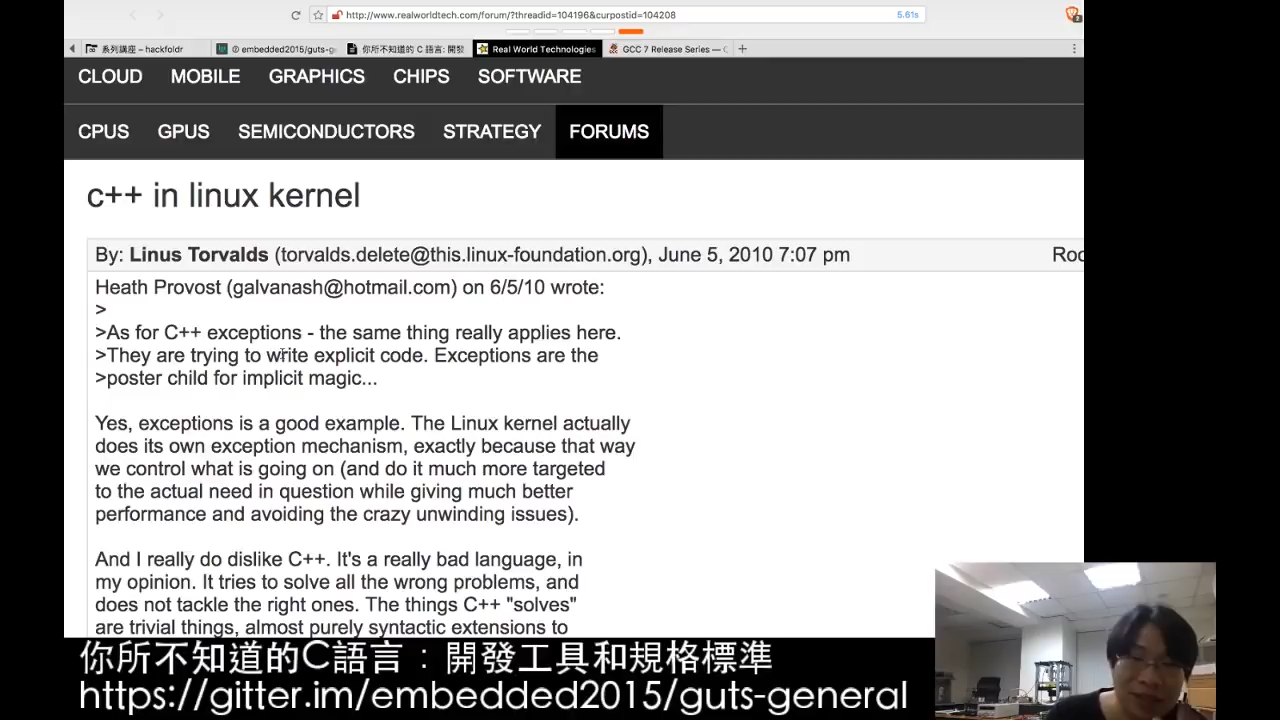 http://www.realworldtech.com/forum/?threadid=104196&curpostid=104208
5.61s
系列講座 – hackfoldr
embedded2015/guts-g
你所不知道的 C 語言: 開發
Real World Technologies
GCC 7 Release Series — 
CLOUD MOBILE GRAPHICS CHIPS SOFTWARE
CPUS GPUS SEMICONDUCTORS STRATEGY FORUMS
c++ in linux kernel
By: Linus Torvalds (torvalds.delete@this.linux-foundation.org), June 5, 2010 7:07 pm
Roo
Heath Provost (galvanash@hotmail.com) on 6/5/10 wrote:
>
>As for C++ exceptions - the same thing really applies here.
>They are trying to write explicit code. Exceptions are the
>poster child for implicit magic...
Yes, exceptions is a good example. The Linux kernel actually
does its own exception mechanism, exactly because that way
we control what is going on (and do it much more targeted
to the actual need in question while giving much better
performance and avoiding the crazy unwinding issues).
And I really do dislike C++. It's a really bad language, in
my opinion. It tries to solve all the wrong problems, and
does not tackle the right ones. The things C++ "solves"
are trivial things, almost purely syntactic extensions to
你所不知道的C語言：開發工具和規格標準
https://gitter.im/embedded2015/guts-general